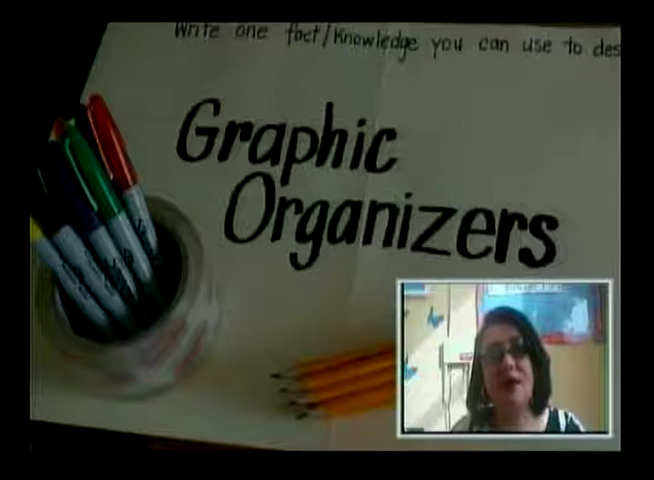 Write one fact/knowledge you can use to des
Graphic
Organizers